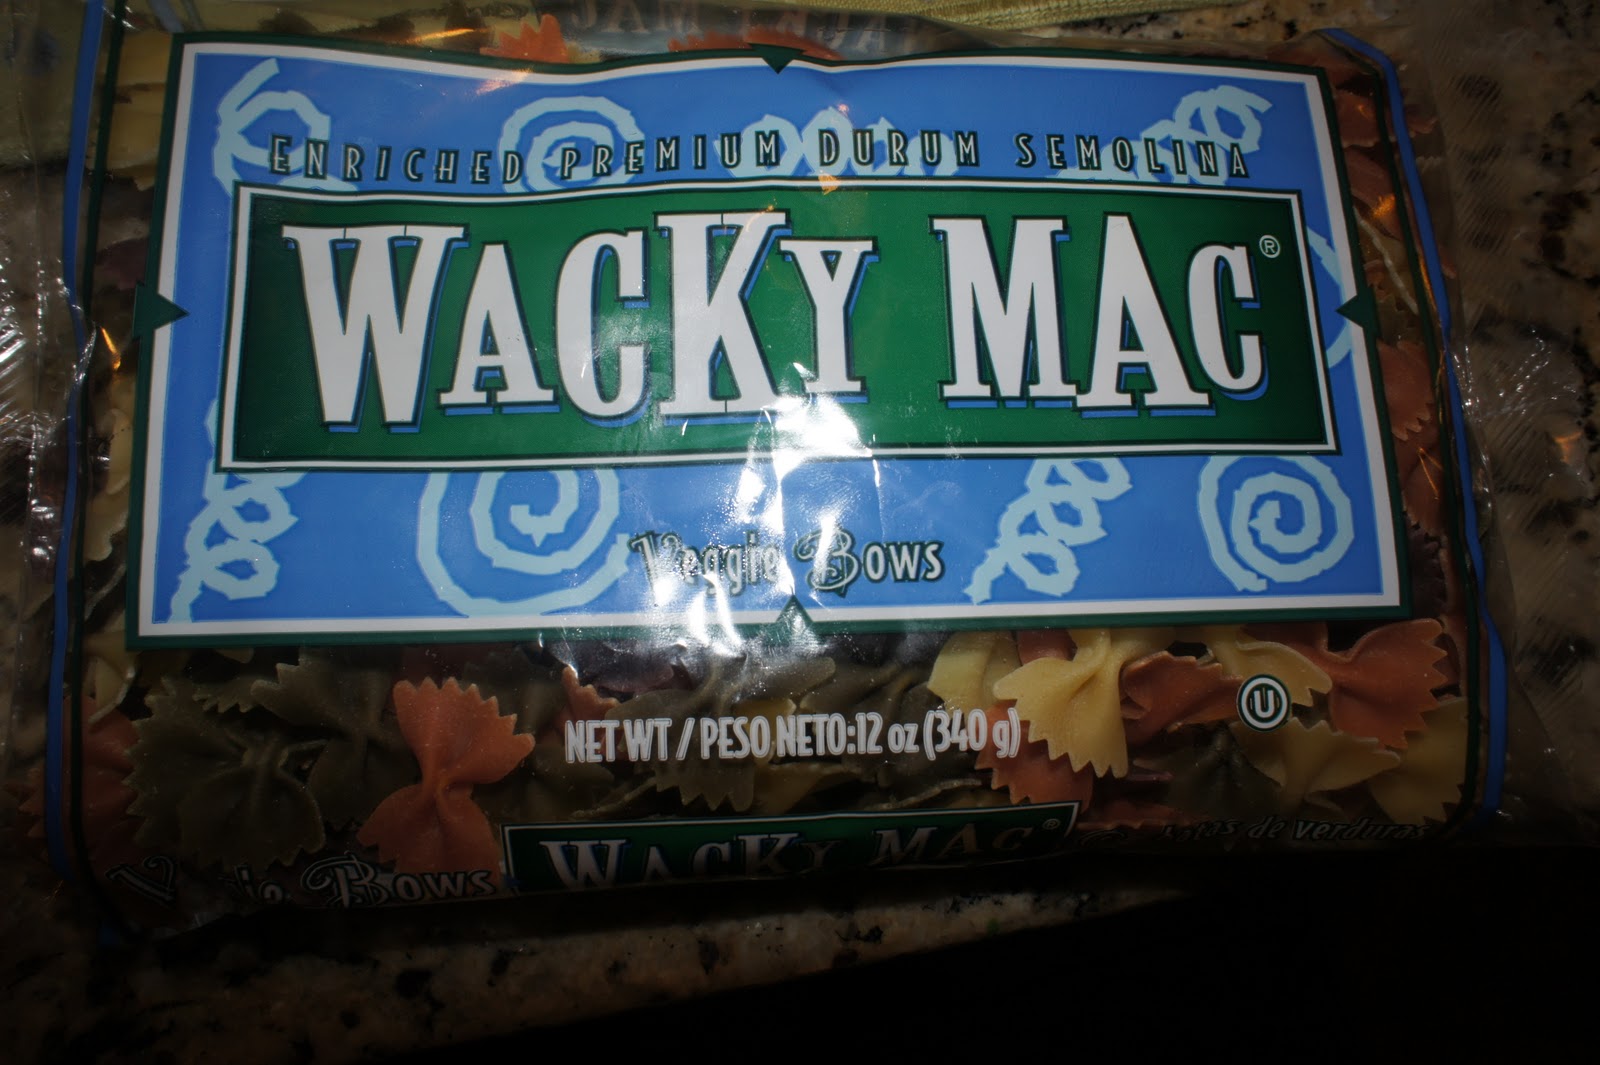 ENRICHED PREMIUM DURUM SEMOLINA
WACKY MAC®
Veggie Bows
NET WT / PESO NETO:12 oz (340 g)
U
WACKY MAC®
de verduras
Bows